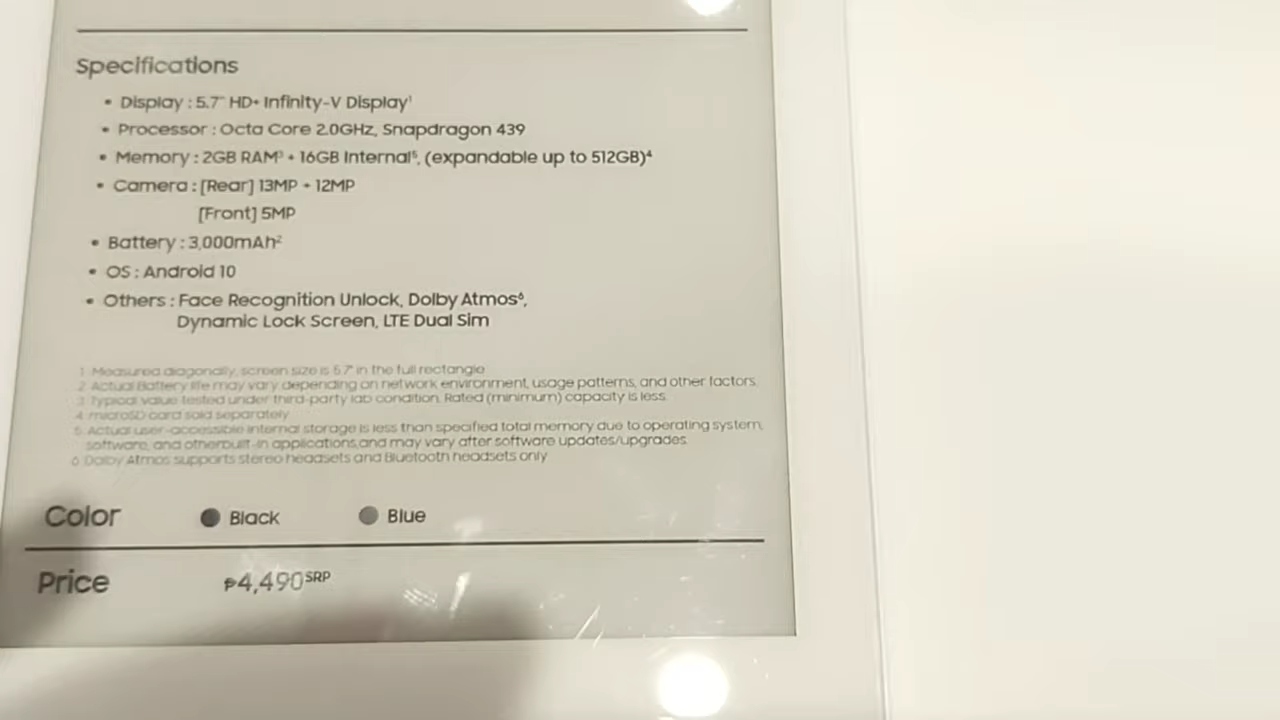 Specifications
• Display : 5.7" HD+ Infinity-V Display¹
• Processor : Octa Core 2.0GHz, Snapdragon 439
• Memory : 2GB RAM³ + 16GB Internal⁵, (expandable up to 512GB)⁴
• Camera : [Rear] 13MP + 12MP
[Front] 5MP
• Battery : 3,000mAh²
• OS : Android 10
• Others : Face Recognition Unlock, Dolby Atmos⁶,
Dynamic Lock Screen, LTE Dual Sim
1 Measured diagonally, screen size is 5.7" in the full rectangle
2 Actual Battery life may vary depending on network environment, usage patterns, and other factors.
3 Typical value tested under third-party lab condition. Rated (minimum) capacity is less.
4 microSD card sold separately
5 Actual user-accessible internal storage is less than specified total memory due to operating system,
software, and otherbuilt-in applications,and may vary after software updates/upgrades.
6 Dolby Atmos supports stereo headsets and Bluetooth headsets only
Color Black Blue
Price ₱4,490 SRP